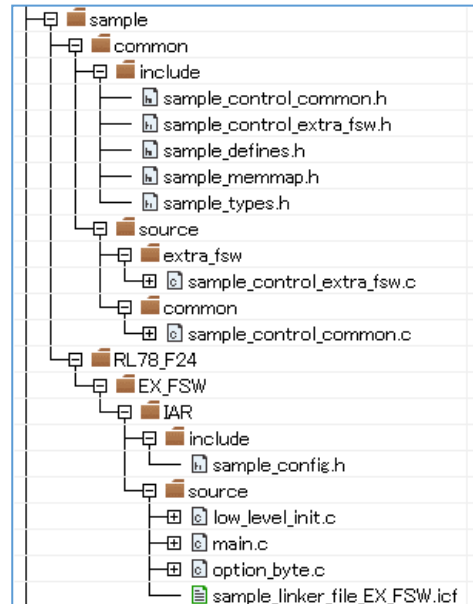 sample
common
include
sample_control_common.h
sample_control_extra_fsw.h
sample_defines.h
sample_memmap.h
sample_types.h
source
extra_fsw
sample_control_extra_fsw.c
common
sample_control_common.c
RL78_F24
EX_FSW
IAR
include
sample_config.h
source
low_level_init.c
main.c
option_byte.c
sample_linker_file_EX_FSW.icf